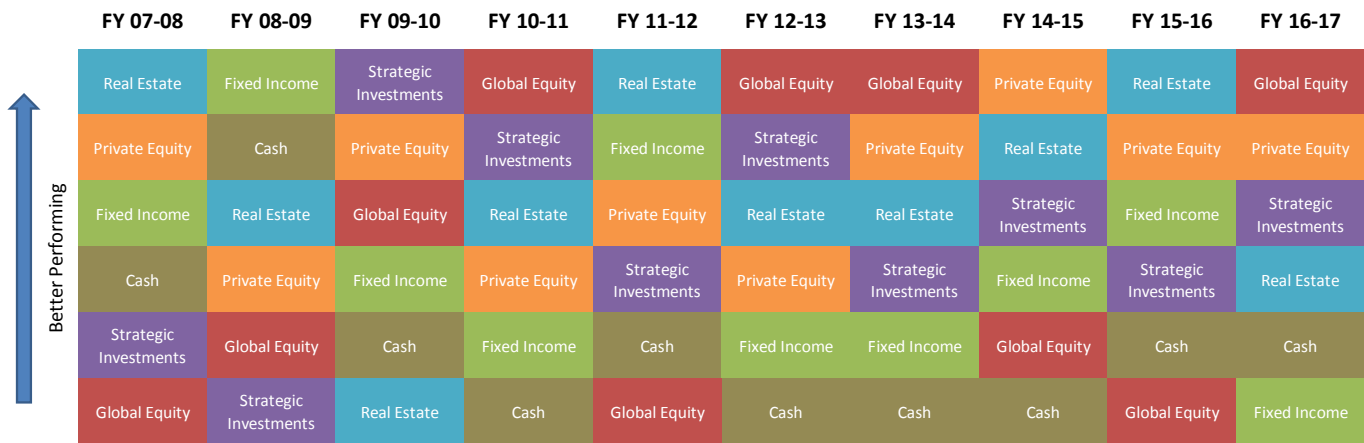 FY 07-08 FY 08-09 FY 09-10 FY 10-11 FY 11-12 FY 12-13 FY 13-14 FY 14-15 FY 15-16 FY 16-17
Real Estate Fixed Income Strategic Investments Global Equity Real Estate Global Equity Global Equity Private Equity Real Estate Global Equity
Private Equity Cash Private Equity Strategic Investments Fixed Income Strategic Investments Private Equity Real Estate Private Equity Private Equity
Fixed Income Real Estate Global Equity Real Estate Private Equity Real Estate Real Estate Strategic Investments Fixed Income Strategic Investments
Cash Private Equity Fixed Income Private Equity Strategic Investments Private Equity Strategic Investments Fixed Income Strategic Investments Real Estate
Strategic Investments Global Equity Cash Fixed Income Cash Fixed Income Fixed Income Global Equity Cash Cash
Global Equity Strategic Investments Real Estate Cash Global Equity Cash Cash Cash Global Equity Fixed Income
Better Performing